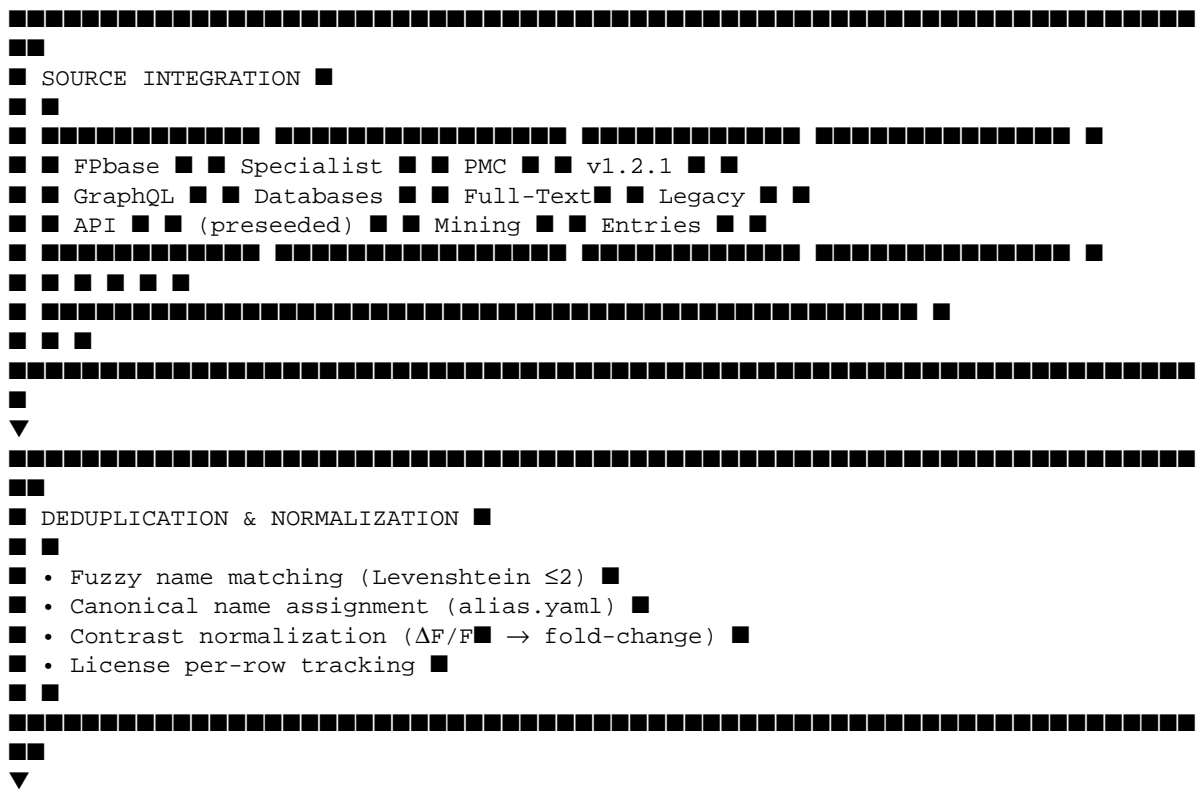 ■■■■■■■■■■■■■■■■■■■■■■■■■■■■■■■■■■■■■■■■■■■■■■■■■■■■■■■■■■■■■■■■■
■■
■ SOURCE INTEGRATION ■
■ ■
■ ■■■■■■■■■■■■ ■■■■■■■■■■■■■■■■ ■■■■■■■■■■■■ ■■■■■■■■■■■■■■ ■
■ ■ FPbase ■ ■ Specialist ■ ■ PMC ■ ■ v1.2.1 ■ ■
■ ■ GraphQL ■ ■ Databases ■ ■ Full-Text■ ■ Legacy ■ ■
■ ■ API ■ ■ (preseeded) ■ ■ Mining ■ ■ Entries ■ ■
■ ■■■■■■■■■■■■ ■■■■■■■■■■■■■■■■ ■■■■■■■■■■■■ ■■■■■■■■■■■■■■ ■
■ ■ ■ ■ ■ ■
■ ■■■■■■■■■■■■■■■■■■■■■■■■■■■■■■■■■■■■■■■■■■■■■■■■ ■
■ ■ ■
■■■■■■■■■■■■■■■■■■■■■■■■■■■■■■■■■■■■■■■■■■■■■■■■■■■■■■■■■■■■■■■■■
■
▼
■■■■■■■■■■■■■■■■■■■■■■■■■■■■■■■■■■■■■■■■■■■■■■■■■■■■■■■■■■■■■■■■■
■■
■ DEDUPLICATION & NORMALIZATION ■
■ ■
■ • Fuzzy name matching (Levenshtein ≤2) ■
■ • Canonical name assignment (alias.yaml) ■
■ • Contrast normalization (ΔF/F■ → fold-change) ■
■ • License per-row tracking ■
■ ■
■■■■■■■■■■■■■■■■■■■■■■■■■■■■■■■■■■■■■■■■■■■■■■■■■■■■■■■■■■■■■■■■■
■■
▼